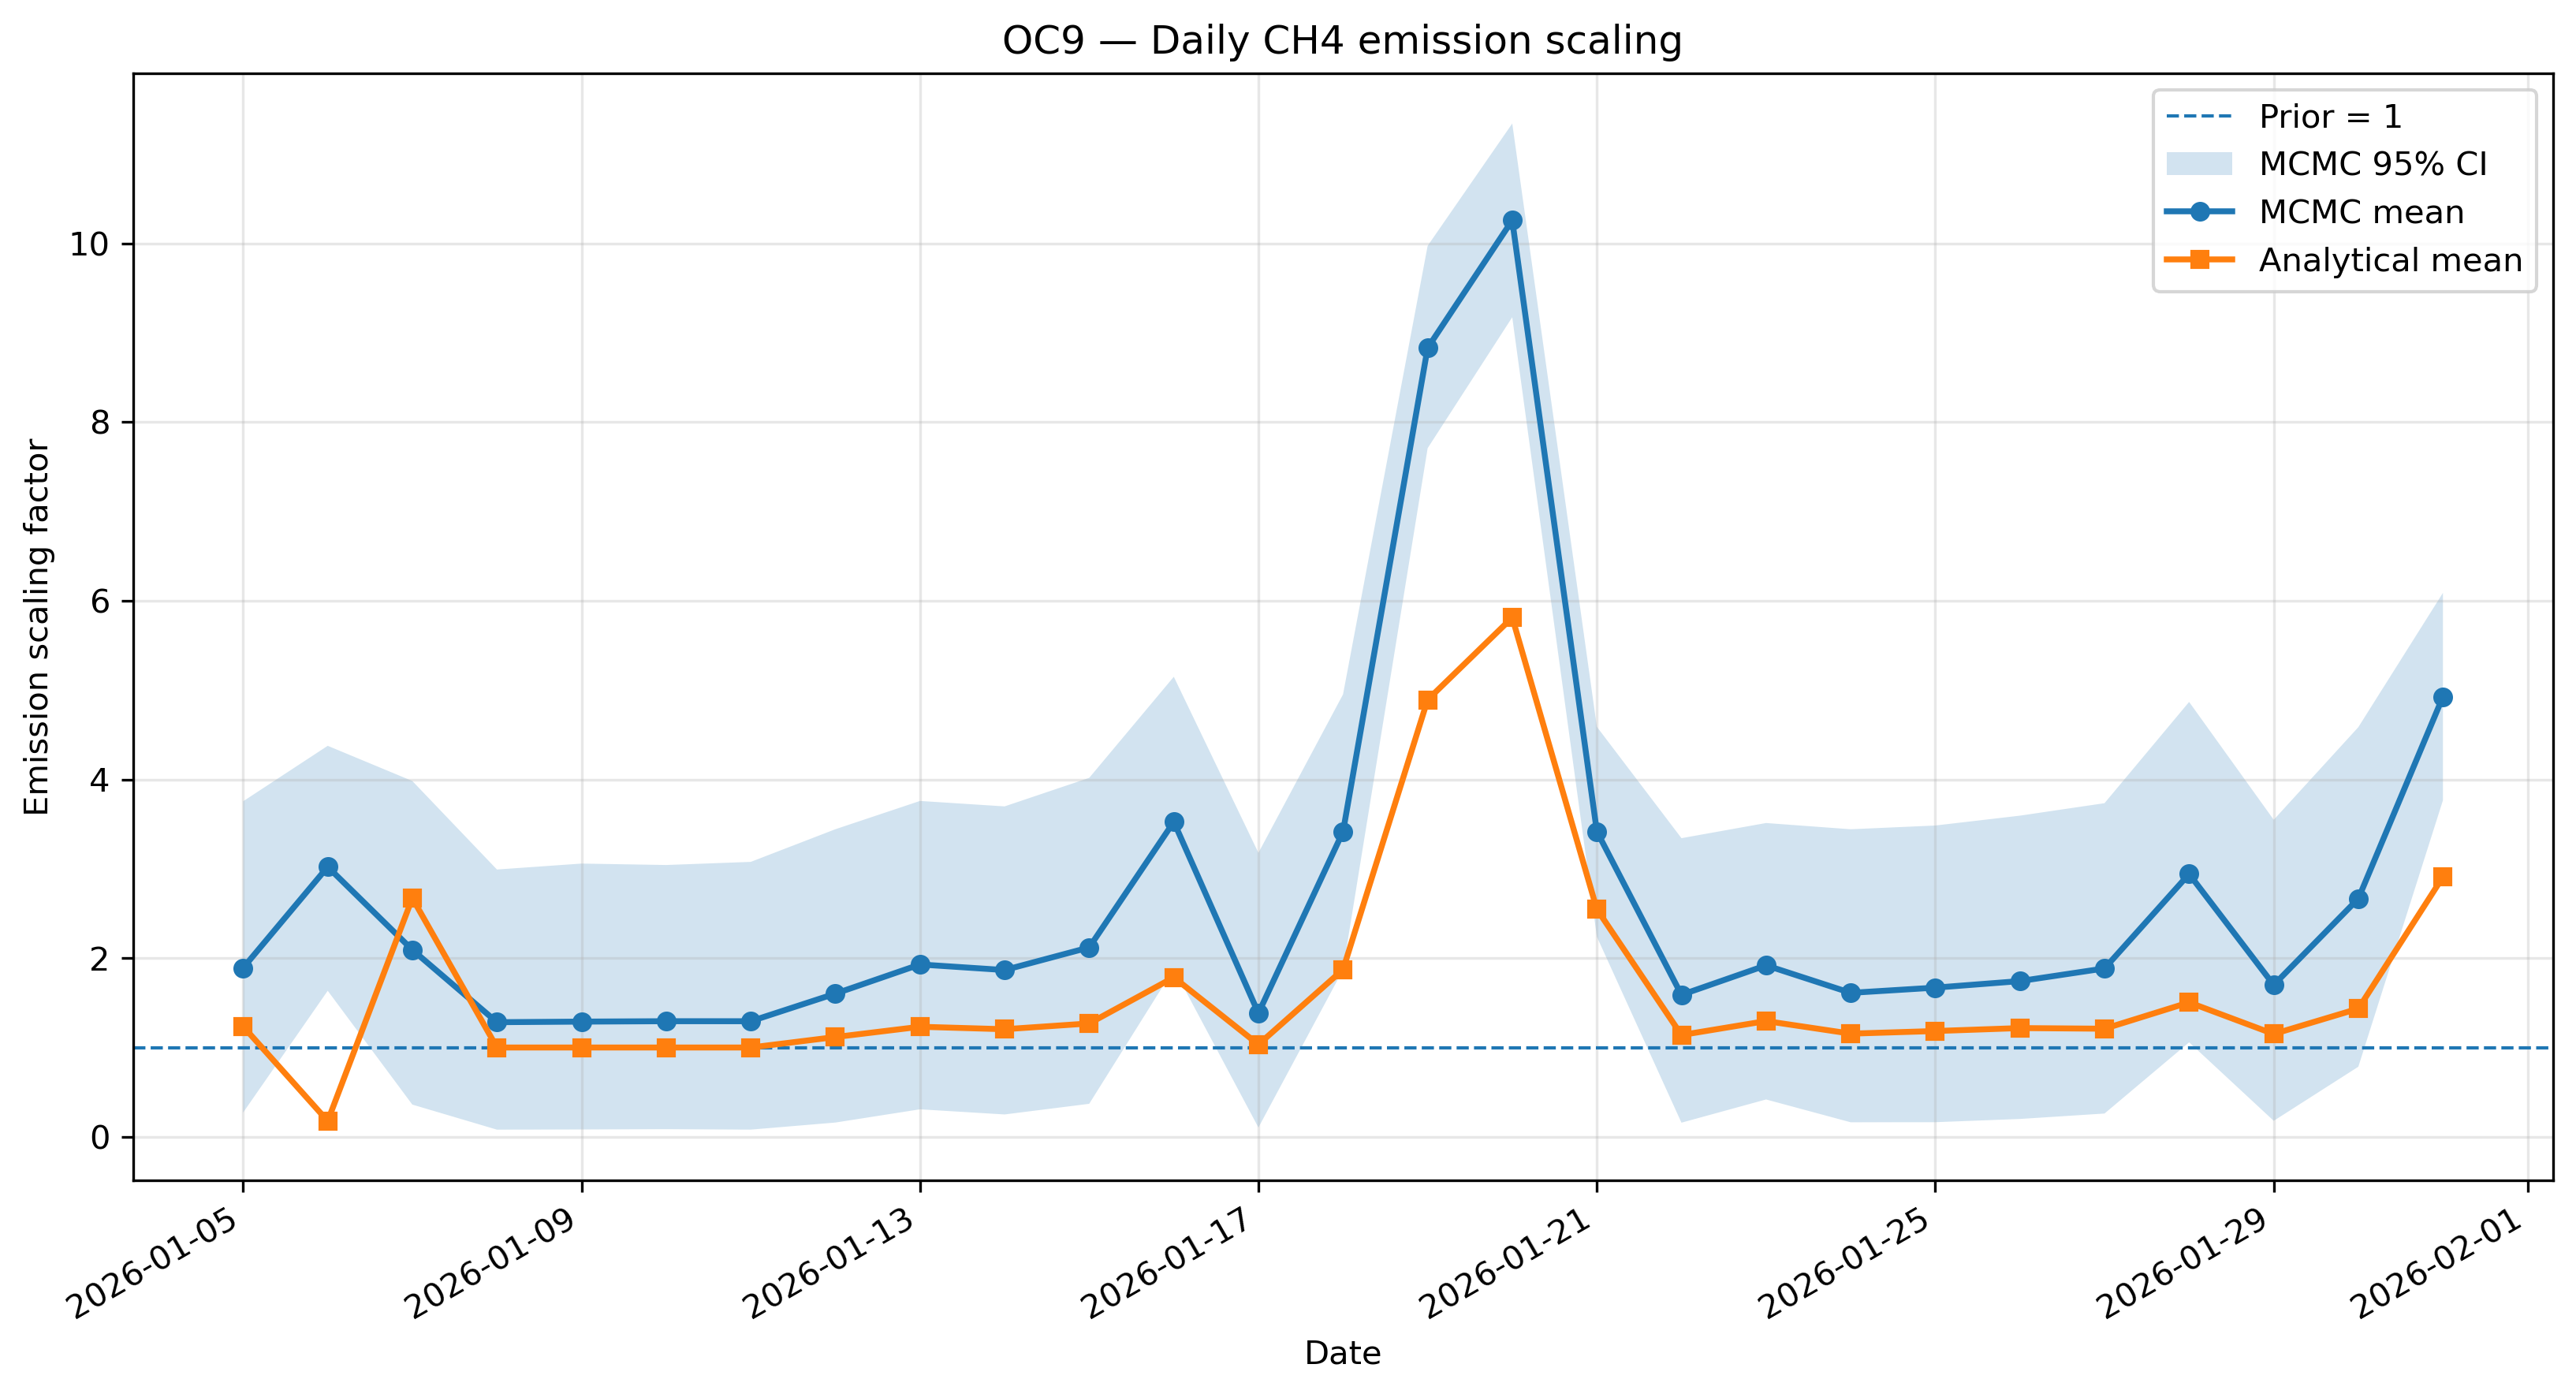 OC9 — Daily CH4 emission scaling
Prior = 1
MCMC 95% CI
MCMC mean
Analytical mean
Emission scaling factor
10
8
6
4
2
0
2026-01-05
2026-01-09
2026-01-13
2026-01-17
2026-01-21
2026-01-25
2026-01-29
2026-02-01
Date